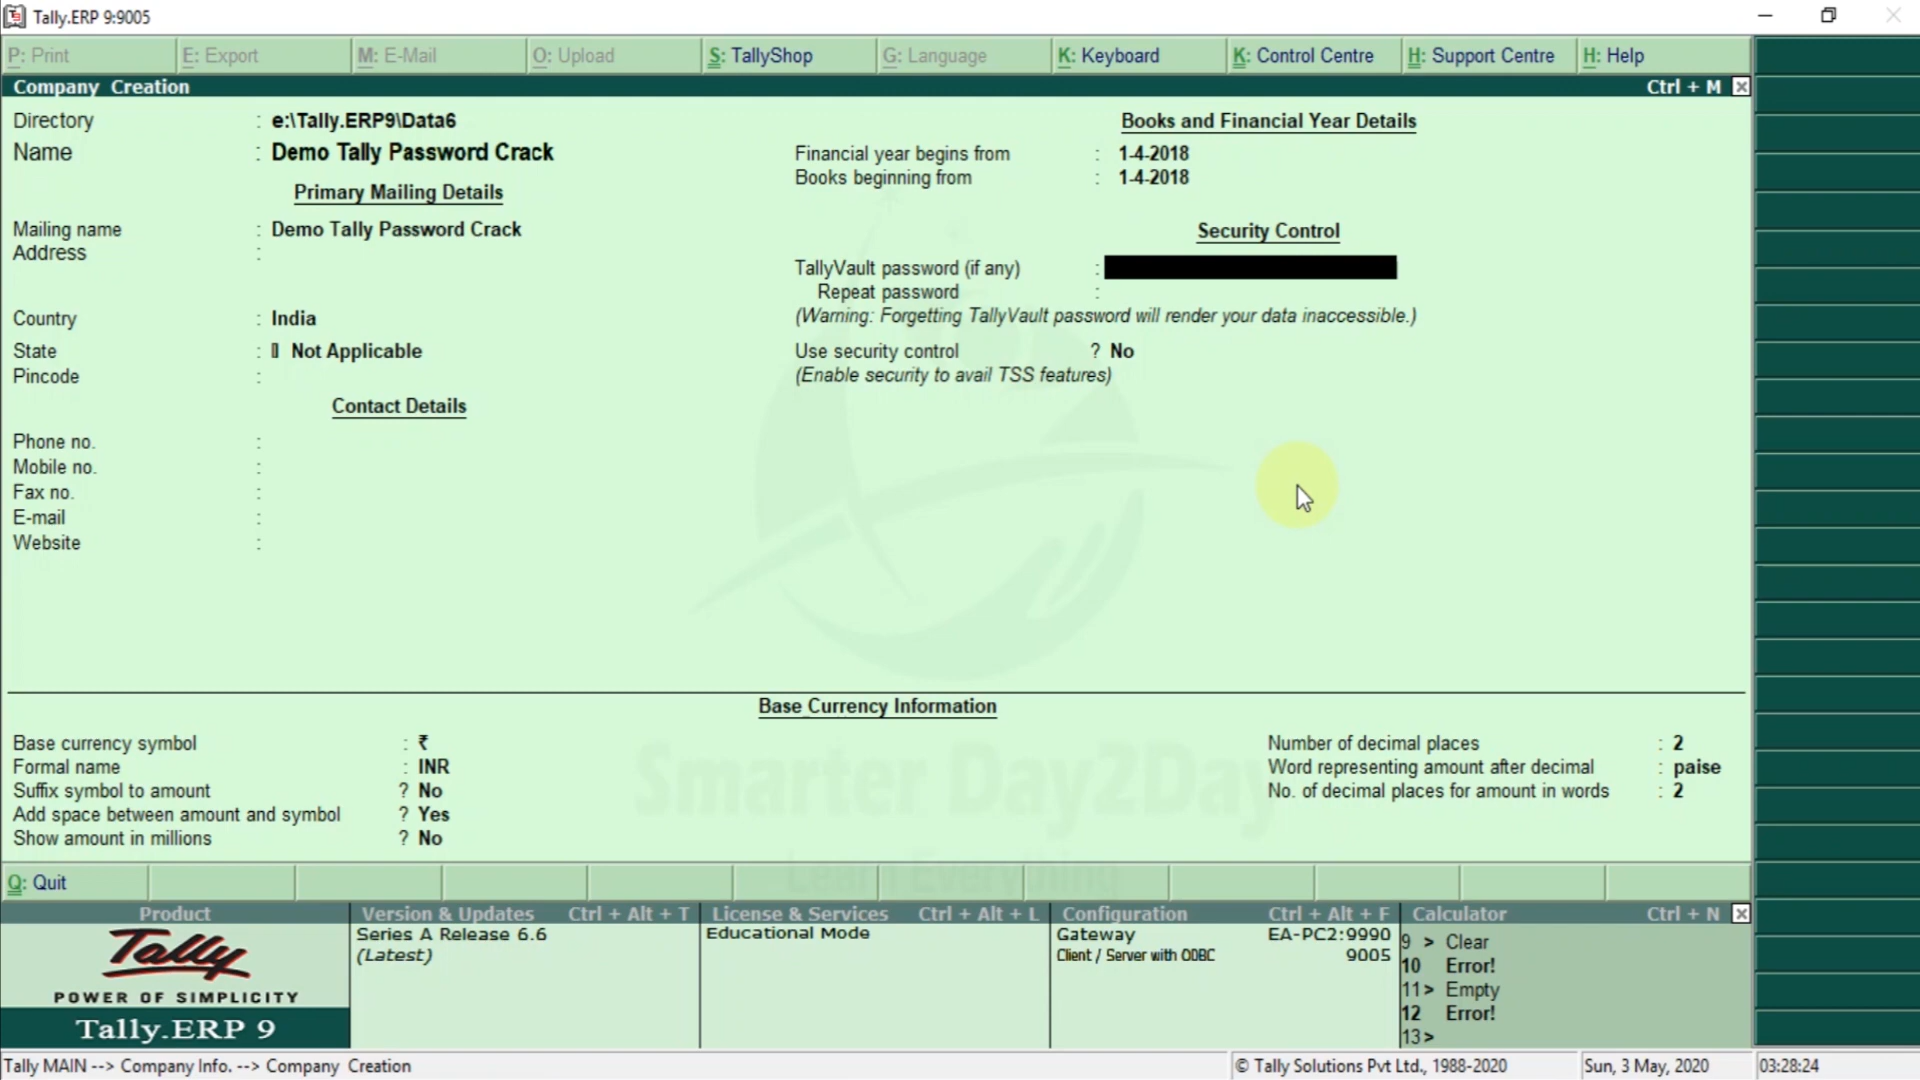 Tally.ERP 9:9005
P: Print E: Export M: E-Mail O: Upload S: TallyShop G: Language K: Keyboard K: Control Centre H: Support Centre H: Help
Company Creation Ctrl + M
Directory : e:\Tally.ERP9\Data6
Name : Demo Tally Password Crack
Primary Mailing Details
Mailing name : Demo Tally Password Crack
Address :
Country : India
State : Not Applicable
Pincode :
Contact Details
Phone no. :
Mobile no. :
Fax no. :
E-mail :
Website :
Books and Financial Year Details
Financial year begins from : 1-4-2018
Books beginning from : 1-4-2018
Security Control
TallyVault password (if any) :
Repeat password :
(Warning: Forgetting TallyVault password will render your data inaccessible.)
Use security control ? No
(Enable security to avail TSS features)
Base Currency Information
Base currency symbol : ₹
Formal name : INR
Suffix symbol to amount ? No
Add space between amount and symbol ? Yes
Show amount in millions ? No
Number of decimal places : 2
Word representing amount after decimal : paise
No. of decimal places for amount in words : 2
Smarter Day2Day
Learn Everything
Q: Quit
Product
Tally
POWER OF SIMPLICITY
Tally.ERP 9
Version & Updates Ctrl + Alt + T
Series A Release 6.6
(Latest)
License & Services Ctrl + Alt + L
Educational Mode
Configuration Ctrl + Alt + F
Gateway EA-PC2:9990
Client / Server with ODBC 9005
Calculator Ctrl + N
9 > Clear
10 Error!
11> Empty
12 Error!
13>
Tally MAIN --> Company Info. --> Company Creation
© Tally Solutions Pvt Ltd., 1988-2020
Sun, 3 May, 2020
03:28:24